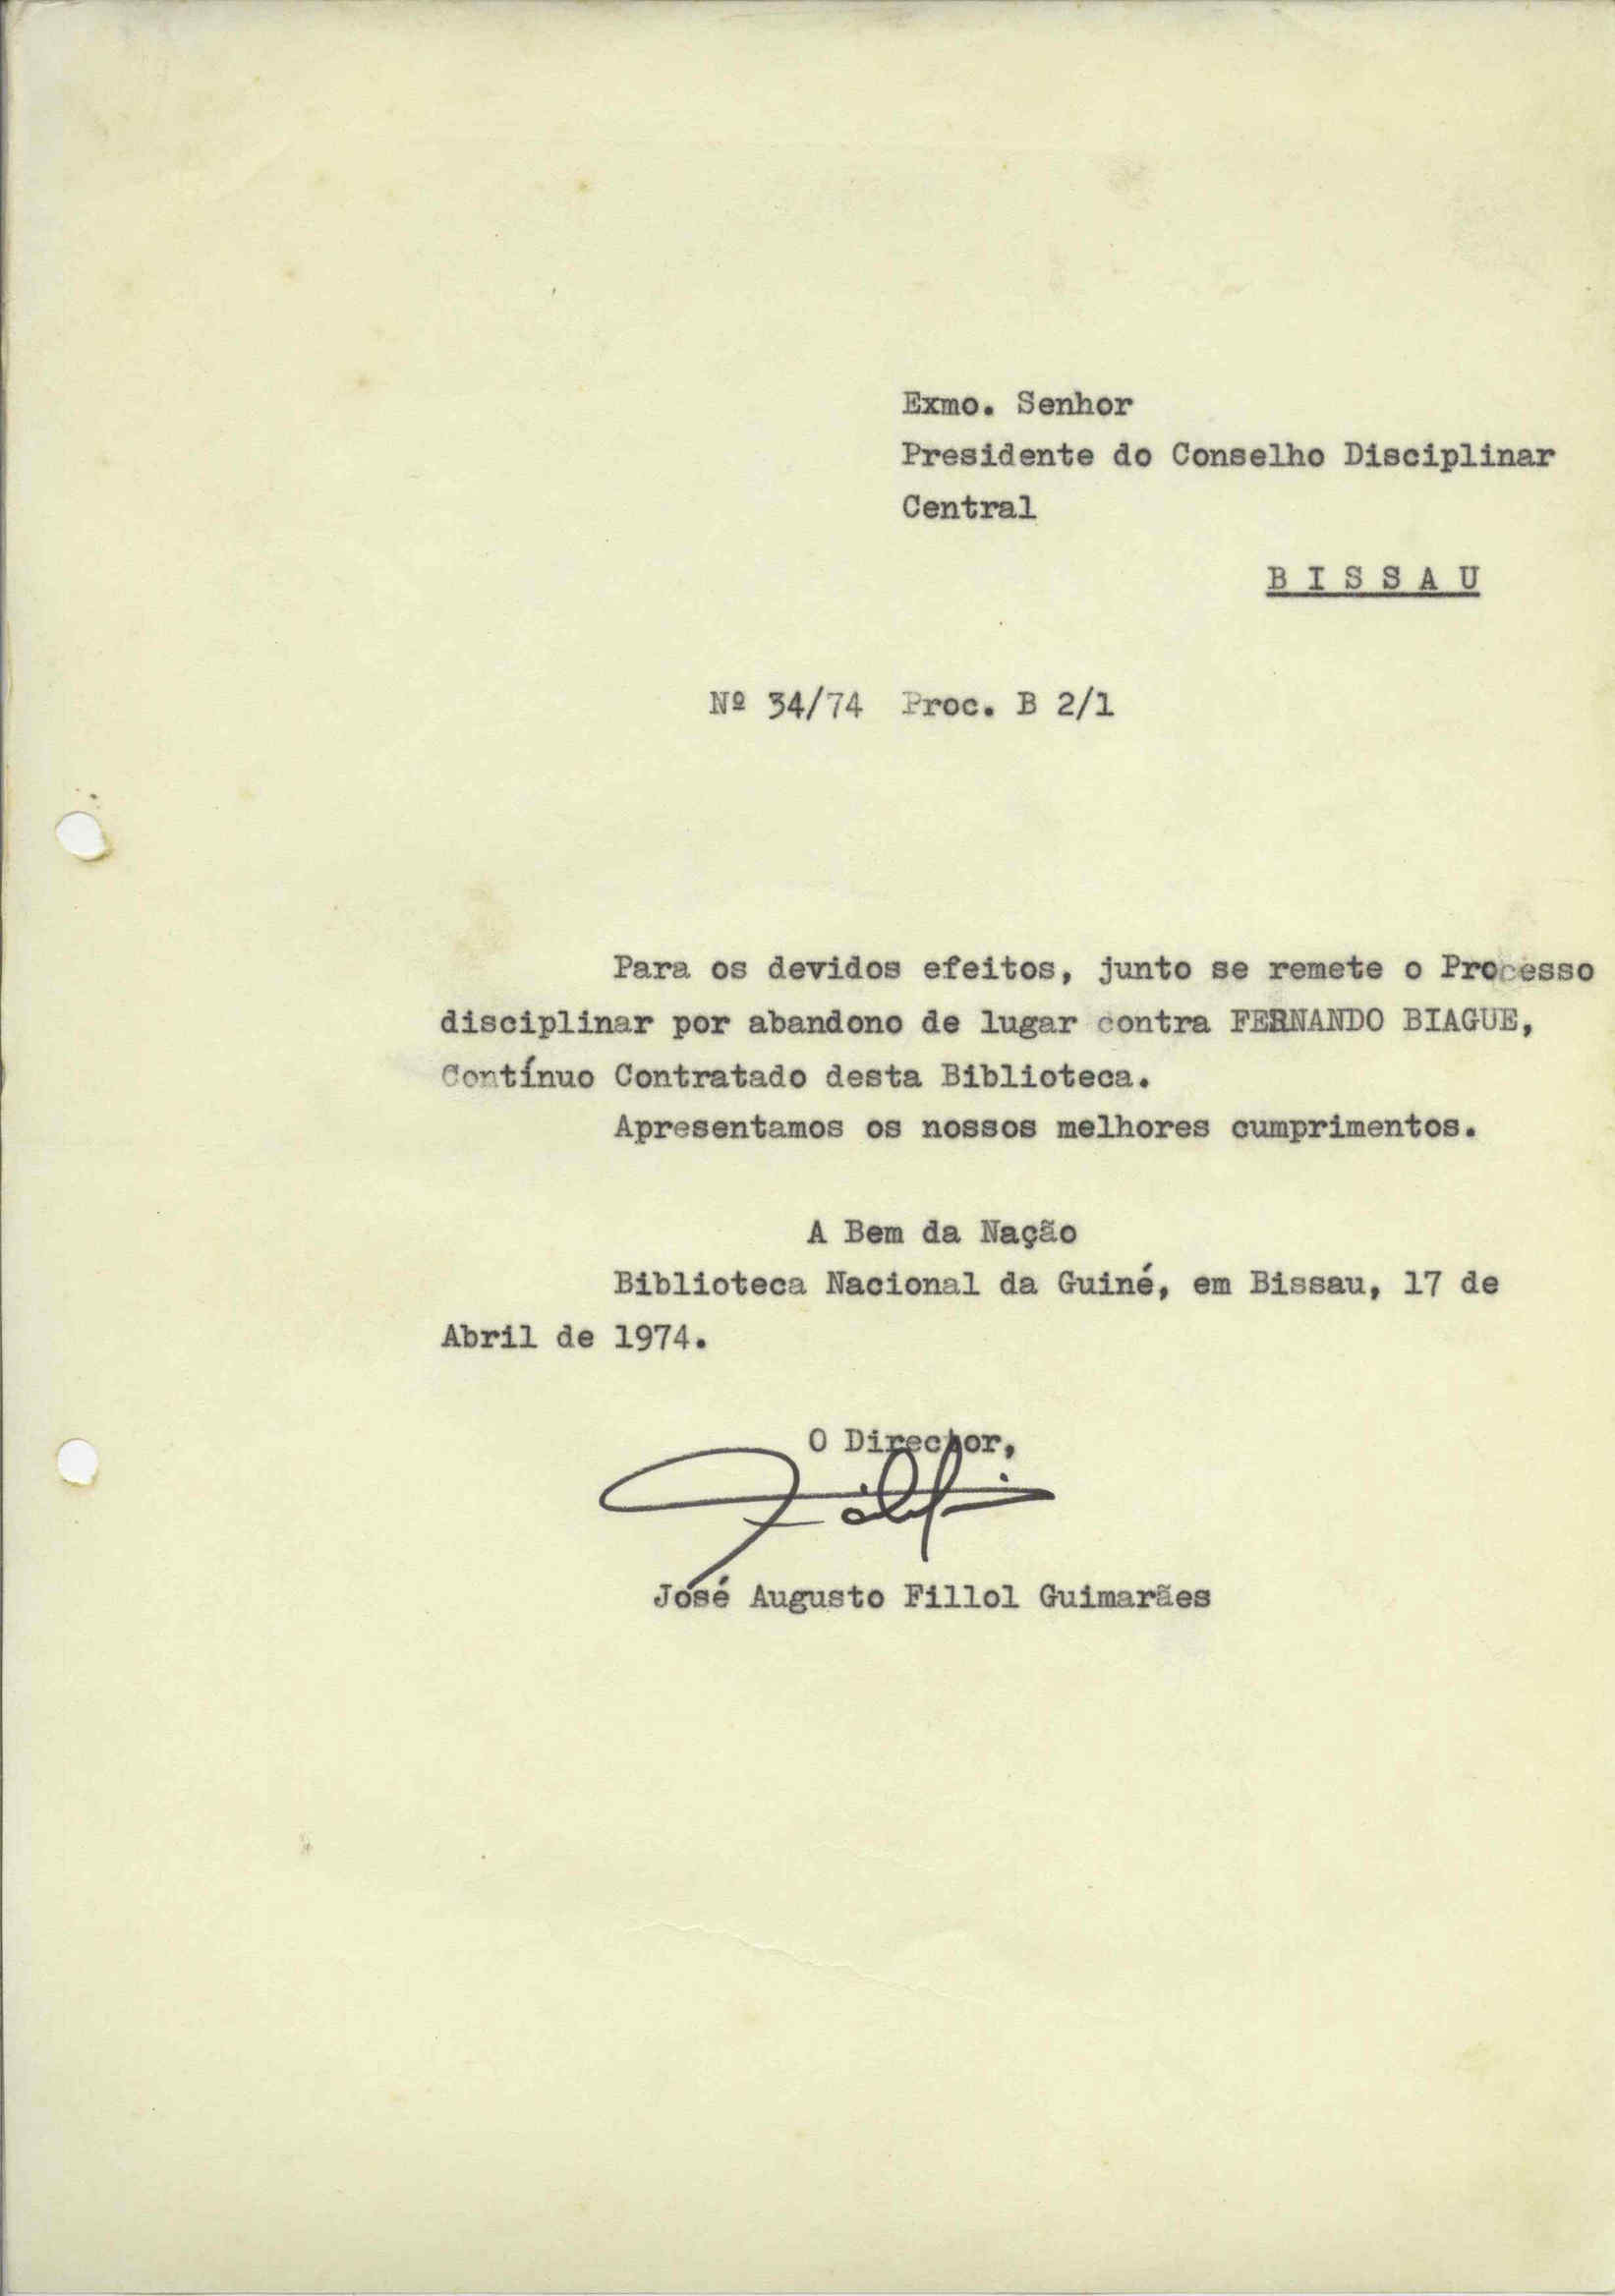 Exmo. Senhor
Presidente do Conselho Disciplinar
Central
B I S S A U
Nº 34/74 Proc. B 2/1
Para os devidos efeitos, junto se remete o Processo
disciplinar por abandono de lugar contra FERNANDO BIAGUE,
Contínuo Contratado desta Biblioteca.
Apresentamos os nossos melhores cumprimentos.
A Bem da Nação
Biblioteca Nacional da Guiné, em Bissau, 17 de
Abril de 1974.
O Director,
José Augusto Fillol Guimarães